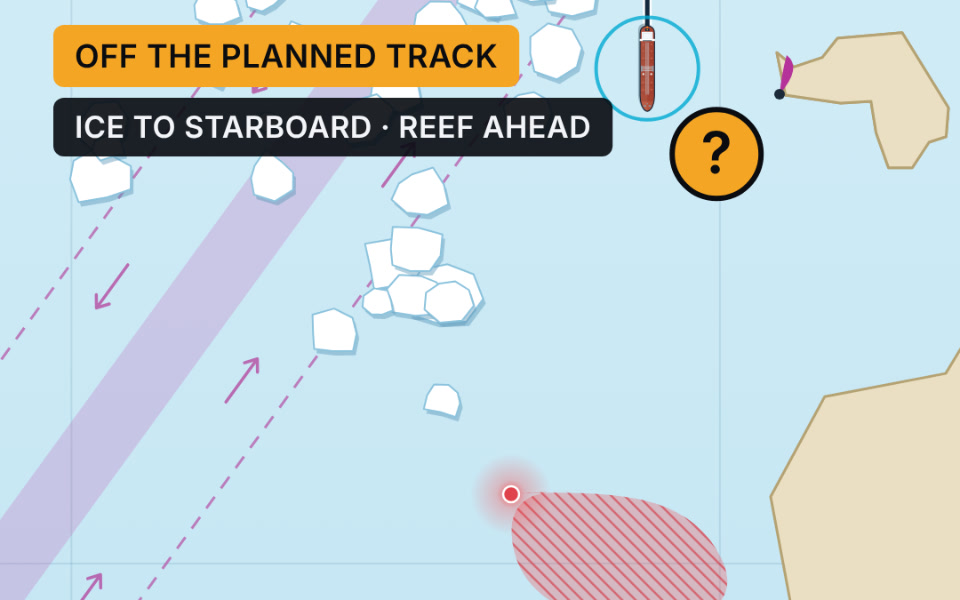 OFF THE PLANNED TRACK
ICE TO STARBOARD · REEF AHEAD
?